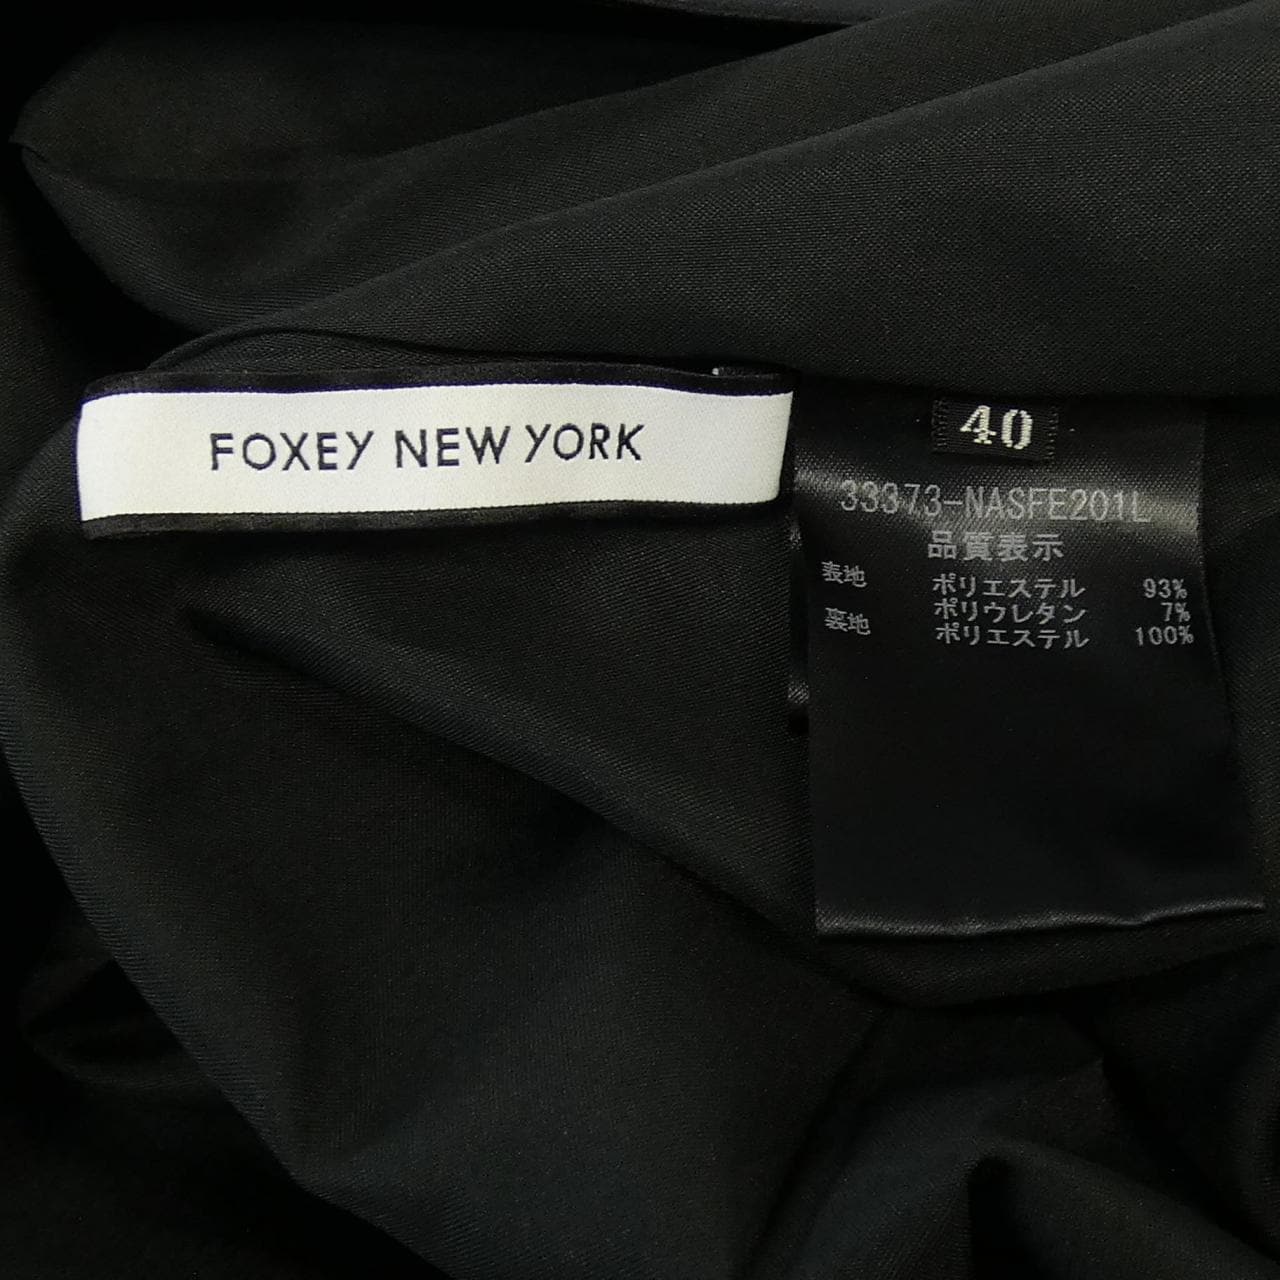 FOXEY NEW YORK
40
33373-NASFE201L
品質表示
表地 ポリエステル 93%
ポリウレタン 7%
裏地 ポリエステル 100%